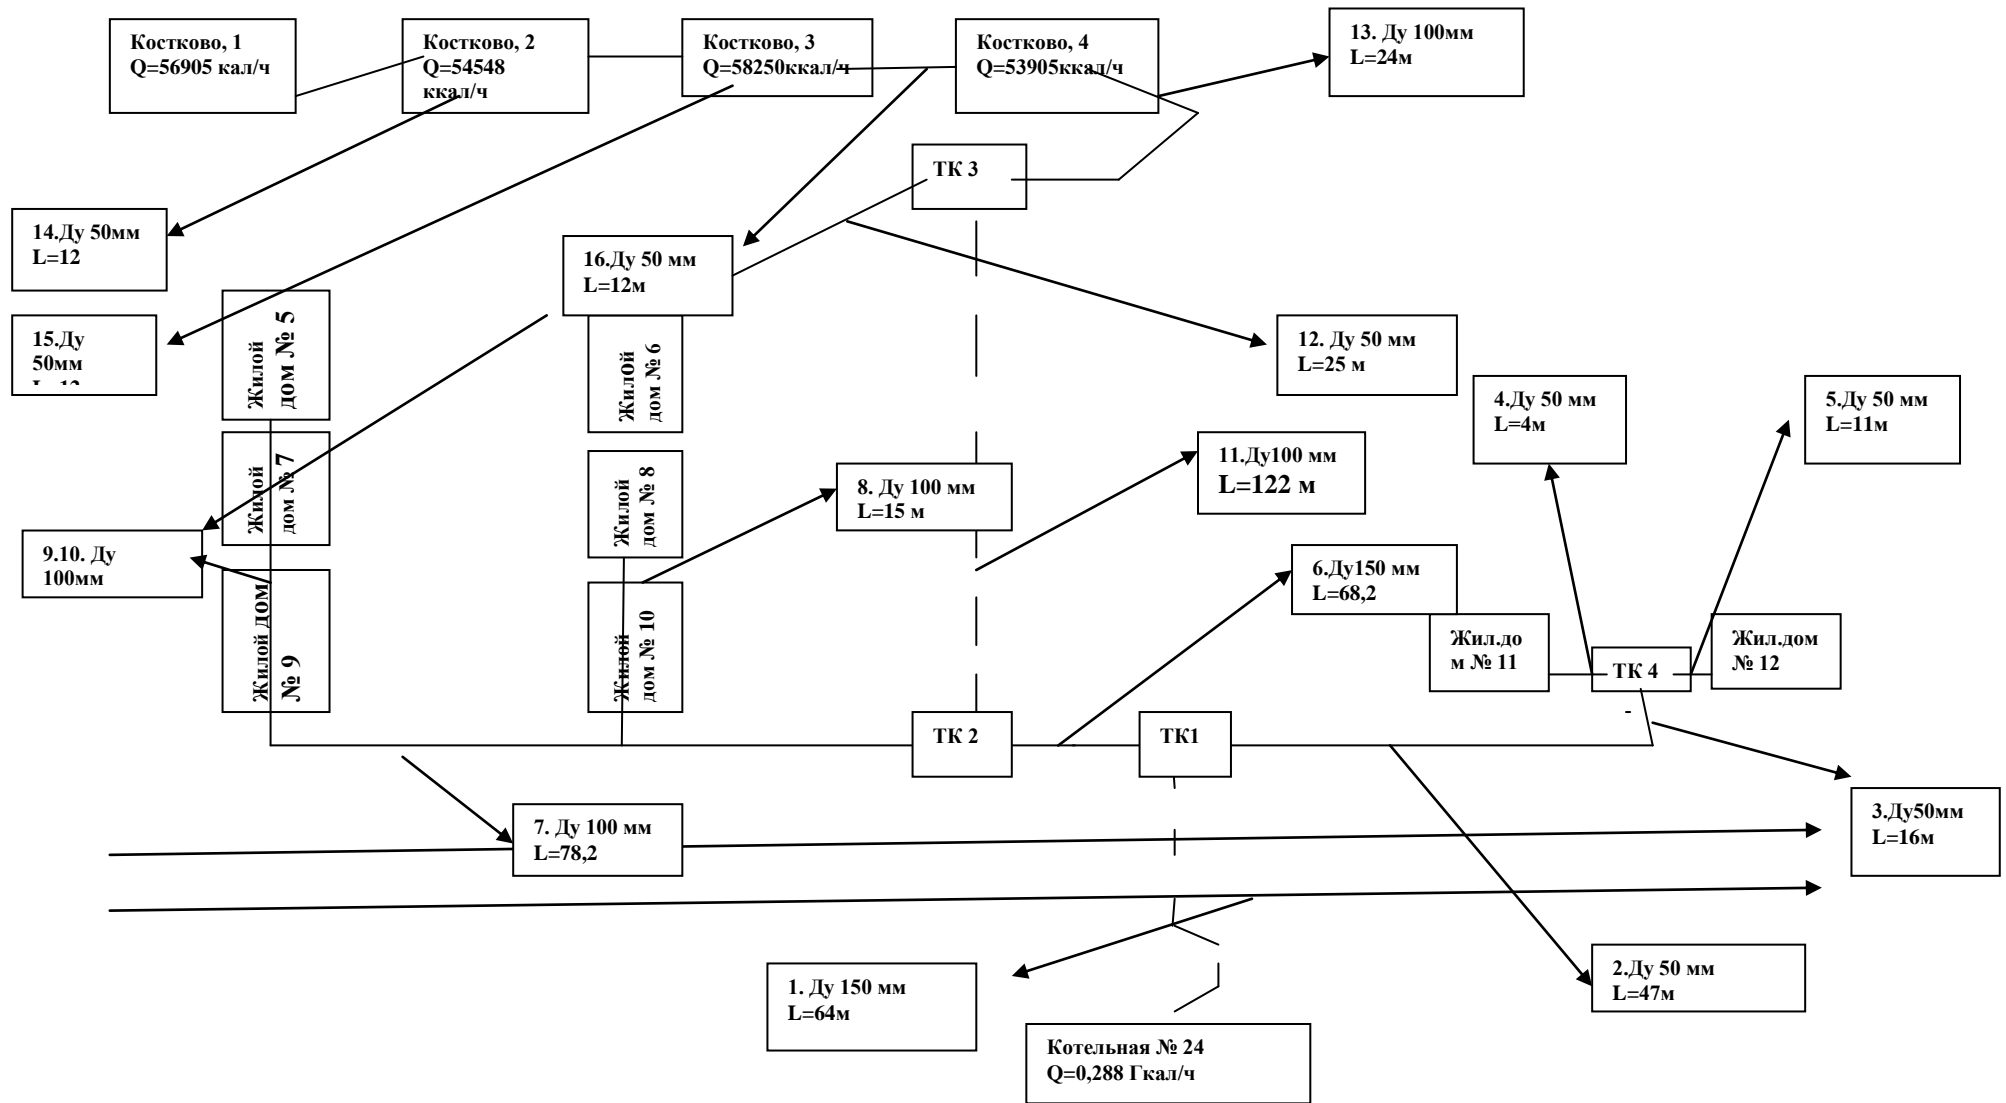 Костково, 1
Q=56905 кал/ч
Костково, 2
Q=54548
ккал/ч
Костково, 3
Q=58250ккал/ч
Костково, 4
Q=53905ккал/ч
13. Ду 100мм
L=24м
ТК 3
14.Ду 50мм
L=12
16.Ду 50 мм
L=12м
15.Ду
50мм
L=12
Жилой
дом № 5
Жилой
дом № 6
12. Ду 50 мм
L=25 м
4.Ду 50 мм
L=4м
5.Ду 50 мм
L=11м
Жилой
дом № 7
Жилой
дом № 8
8. Ду 100 мм
L=15 м
11.Ду100 мм
L=122 м
9.10. Ду
100мм
6.Ду150 мм
L=68,2
Жилой дом
№ 9
Жилой
дом № 10
Жил.до
м № 11
ТК 4
Жил.дом
№ 12
-
ТК 2
ТК1
7. Ду 100 мм
L=78,2
3.Ду50мм
L=16м
1. Ду 150 мм
L=64м
2.Ду 50 мм
L=47м
Котельная № 24
Q=0,288 Гкал/ч